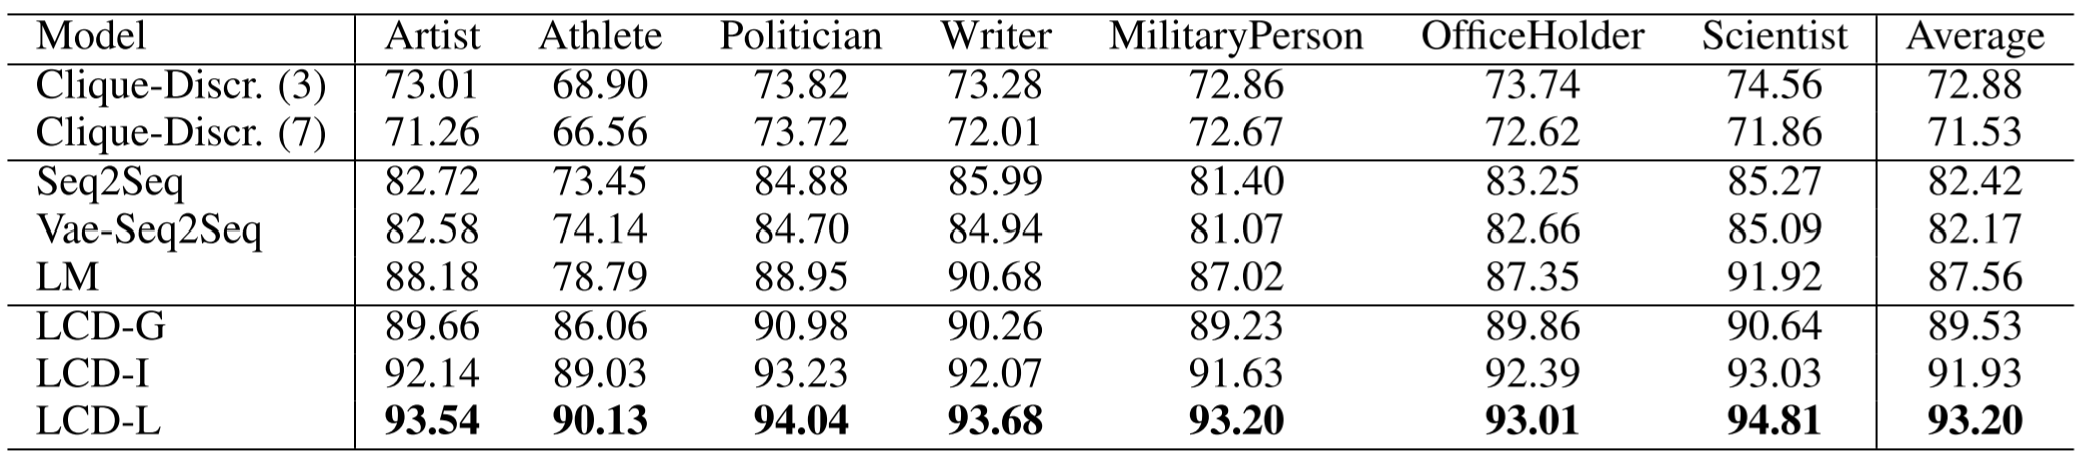 Model Artist Athlete Politician Writer MilitaryPerson OfficeHolder Scientist Average
Clique-Discr. (3) 73.01 68.90 73.82 73.28 72.86 73.74 74.56 72.88
Clique-Discr. (7) 71.26 66.56 73.72 72.01 72.67 72.62 71.86 71.53
Seq2Seq 82.72 73.45 84.88 85.99 81.40 83.25 85.27 82.42
Vae-Seq2Seq 82.58 74.14 84.70 84.94 81.07 82.66 85.09 82.17
LM 88.18 78.79 88.95 90.68 87.02 87.35 91.92 87.56
LCD-G 89.66 86.06 90.98 90.26 89.23 89.86 90.64 89.53
LCD-I 92.14 89.03 93.23 92.07 91.63 92.39 93.03 91.93
LCD-L 93.54 90.13 94.04 93.68 93.20 93.01 94.81 93.20